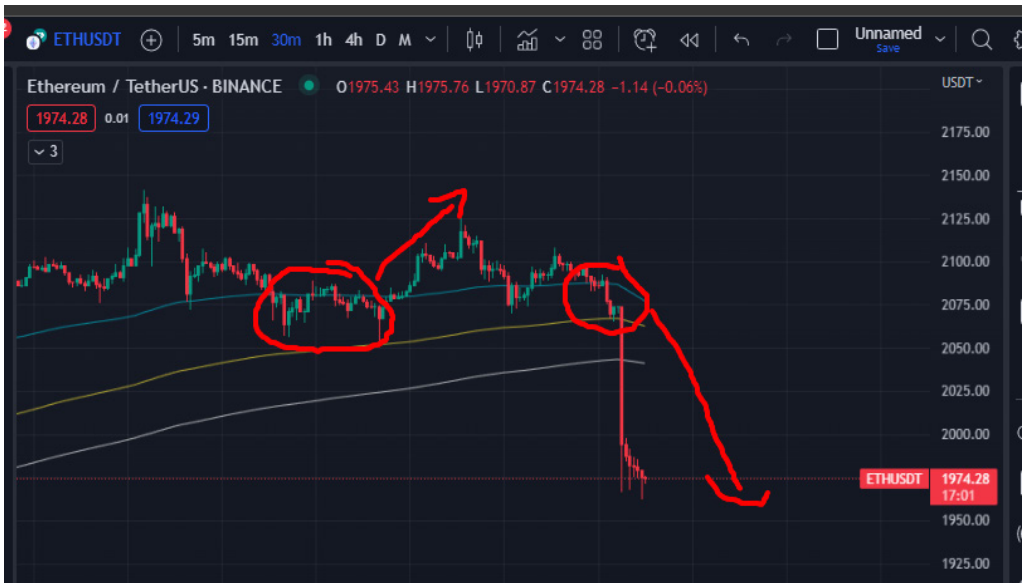 ETHUSDT 5m 15m 30m 1h 4h D M Unnamed
Save
Ethereum / TetherUS · BINANCE O1975.43 H1975.76 L1970.87 C1974.28 −1.14 (−0.06%)
USDT
1974.28 0.01 1974.29
3
2175.00
2150.00
2125.00
2100.00
2075.00
2050.00
2025.00
2000.00
ETHUSDT 1974.28
17:01
1950.00
1925.00